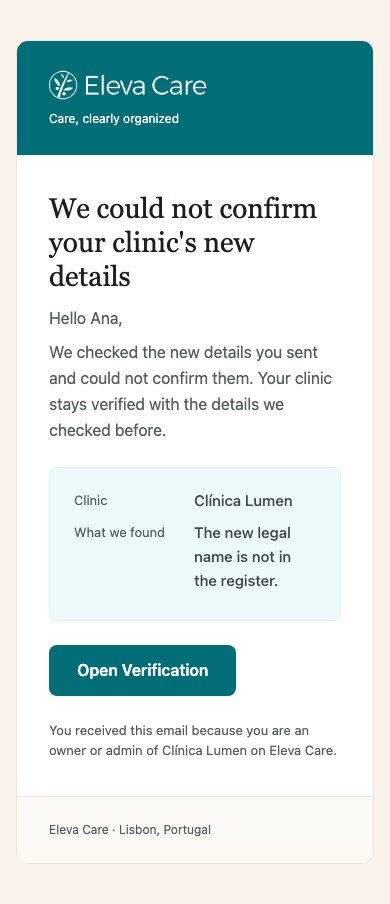 Eleva Care
Care, clearly organized
We could not confirm
your clinic's new
details
Hello Ana,
We checked the new details you sent
and could not confirm them. Your clinic
stays verified with the details we
checked before.
Clinic Clínica Lumen
What we found The new legal
name is not in
the register.
Open Verification
You received this email because you are an
owner or admin of Clínica Lumen on Eleva Care.
Eleva Care · Lisbon, Portugal